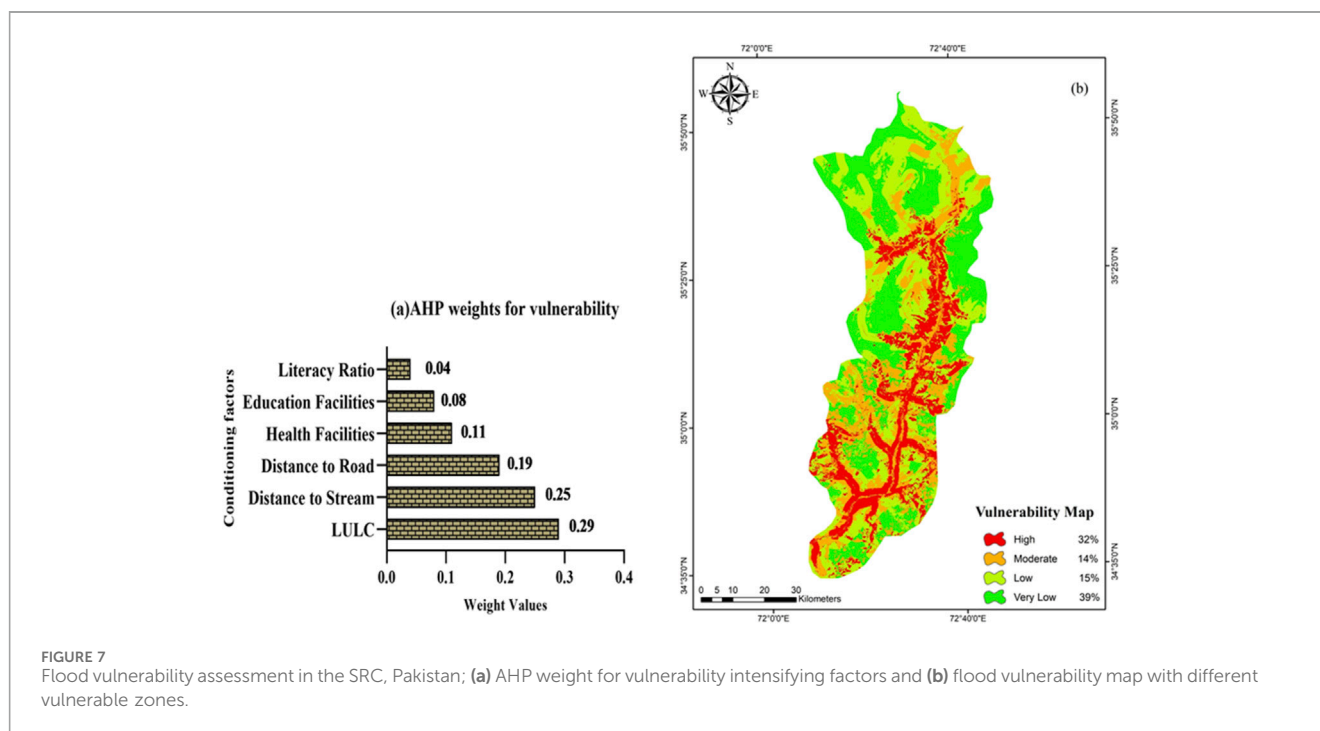 (a)AHP weights for vulnerability
Conditioning factors
Literacy Ratio 0.04
Education Facilities 0.08
Health Facilities 0.11
Distance to Road 0.19
Distance to Stream 0.25
LULC 0.29
0.0 0.1 0.2 0.3 0.4
Weight Values
72°0'0"E 72°40'0"E
N
W E
S
(b)
35°50'0"N 35°50'0"N
35°25'0"N 35°25'0"N
35°0'0"N 35°0'0"N
34°35'0"N 34°35'0"N
Vulnerability Map
High 32%
Moderate 14%
Low 15%
Very Low 39%
0 5 10 20 30
Kilometers
72°0'0"E 72°40'0"E
FIGURE 7
Flood vulnerability assessment in the SRC, Pakistan; (a) AHP weight for vulnerability intensifying factors and (b) flood vulnerability map with different
vulnerable zones.